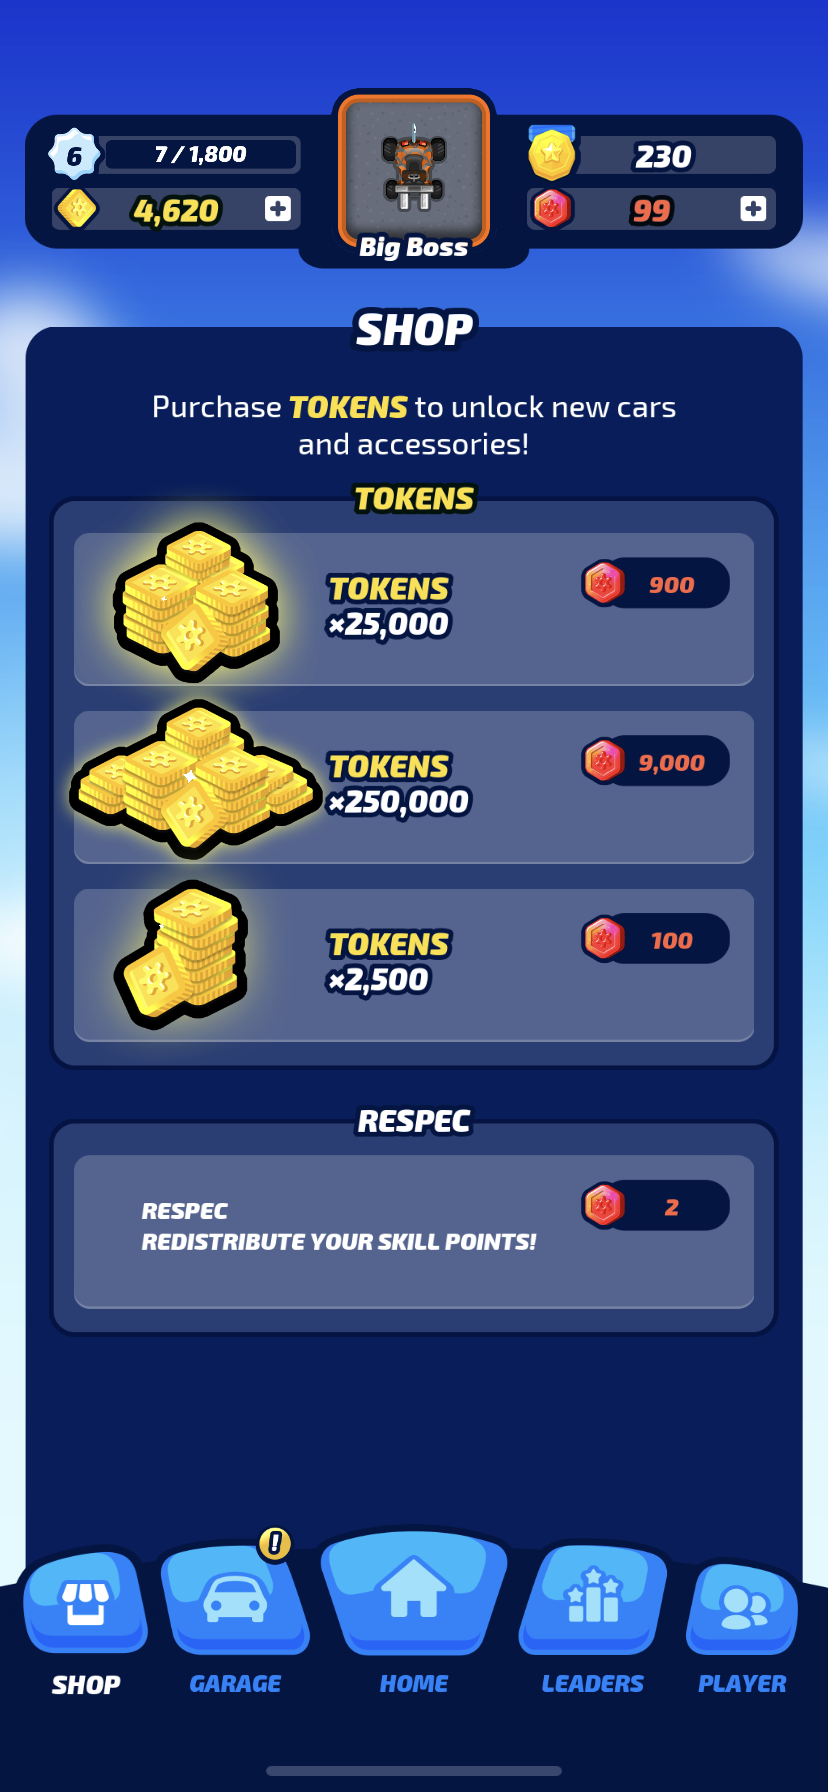 6
7 / 1,800
230
4,620
99
Big Boss
SHOP
Purchase TOKENS to unlock new cars
and accessories!
TOKENS
TOKENS
×25,000
900
TOKENS
×250,000
9,000
TOKENS
×2,500
100
RESPEC
RESPEC
REDISTRIBUTE YOUR SKILL POINTS!
2
!
SHOP
GARAGE
HOME
LEADERS
PLAYER